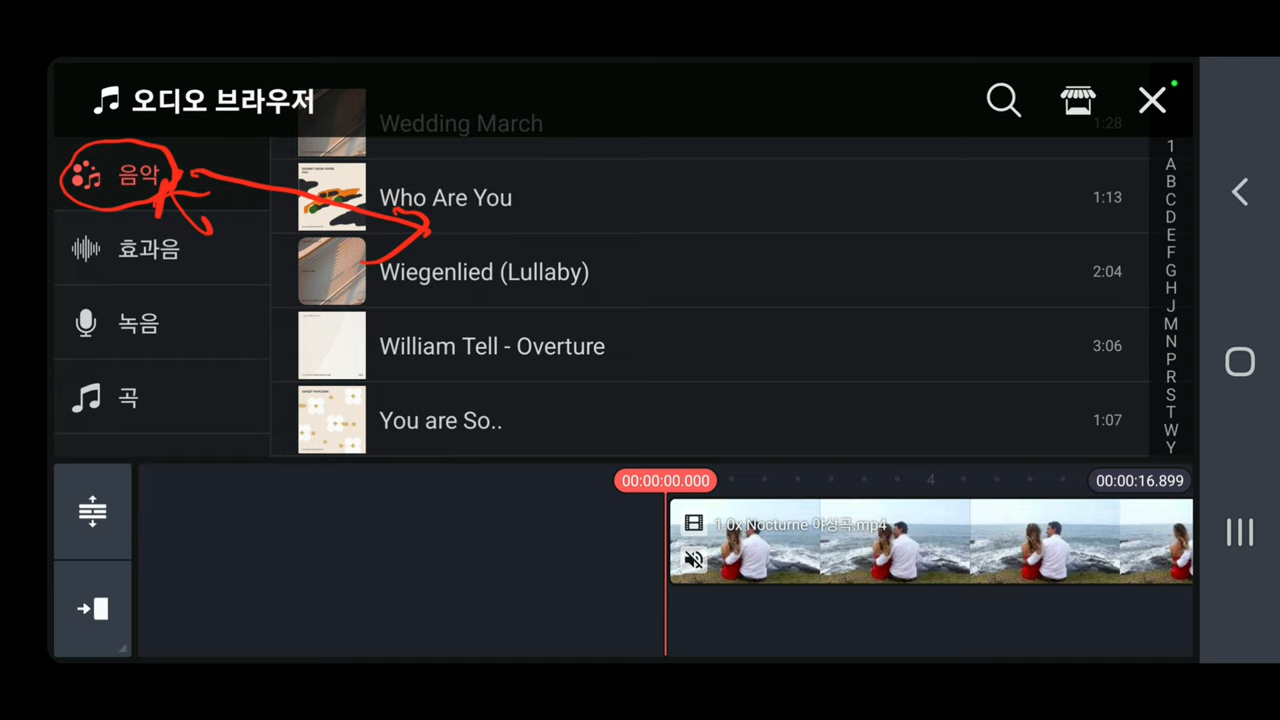 오디오 브라우저
음악
효과음
녹음
곡
Wedding March 1:28
Who Are You 1:13
Wiegenlied (Lullaby) 2:04
William Tell - Overture 3:06
You are So.. 1:07
1
A
B
C
D
E
F
G
H
J
M
N
P
R
S
T
W
Y
00:00:00.000 4 00:00:16.899
1.0x Nocturne 야상곡.mp4